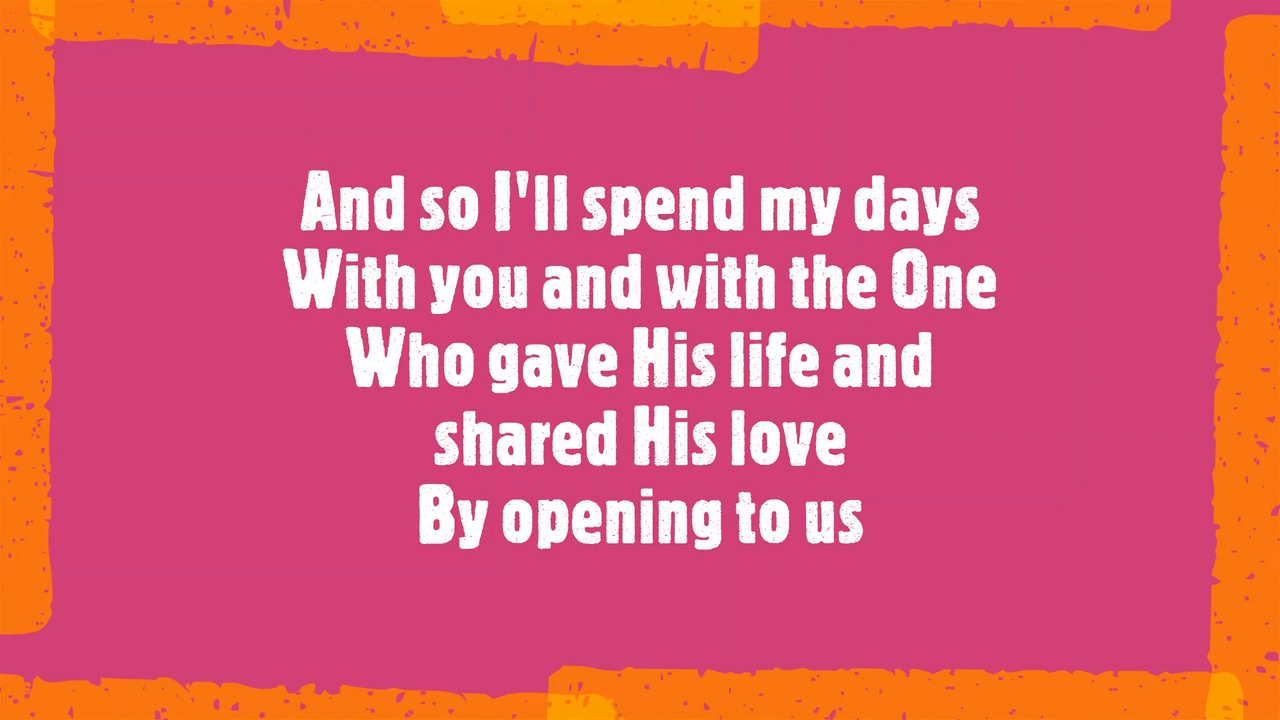 And so I'll spend my days
With you and with the One
Who gave His life and
shared His love
By opening to us